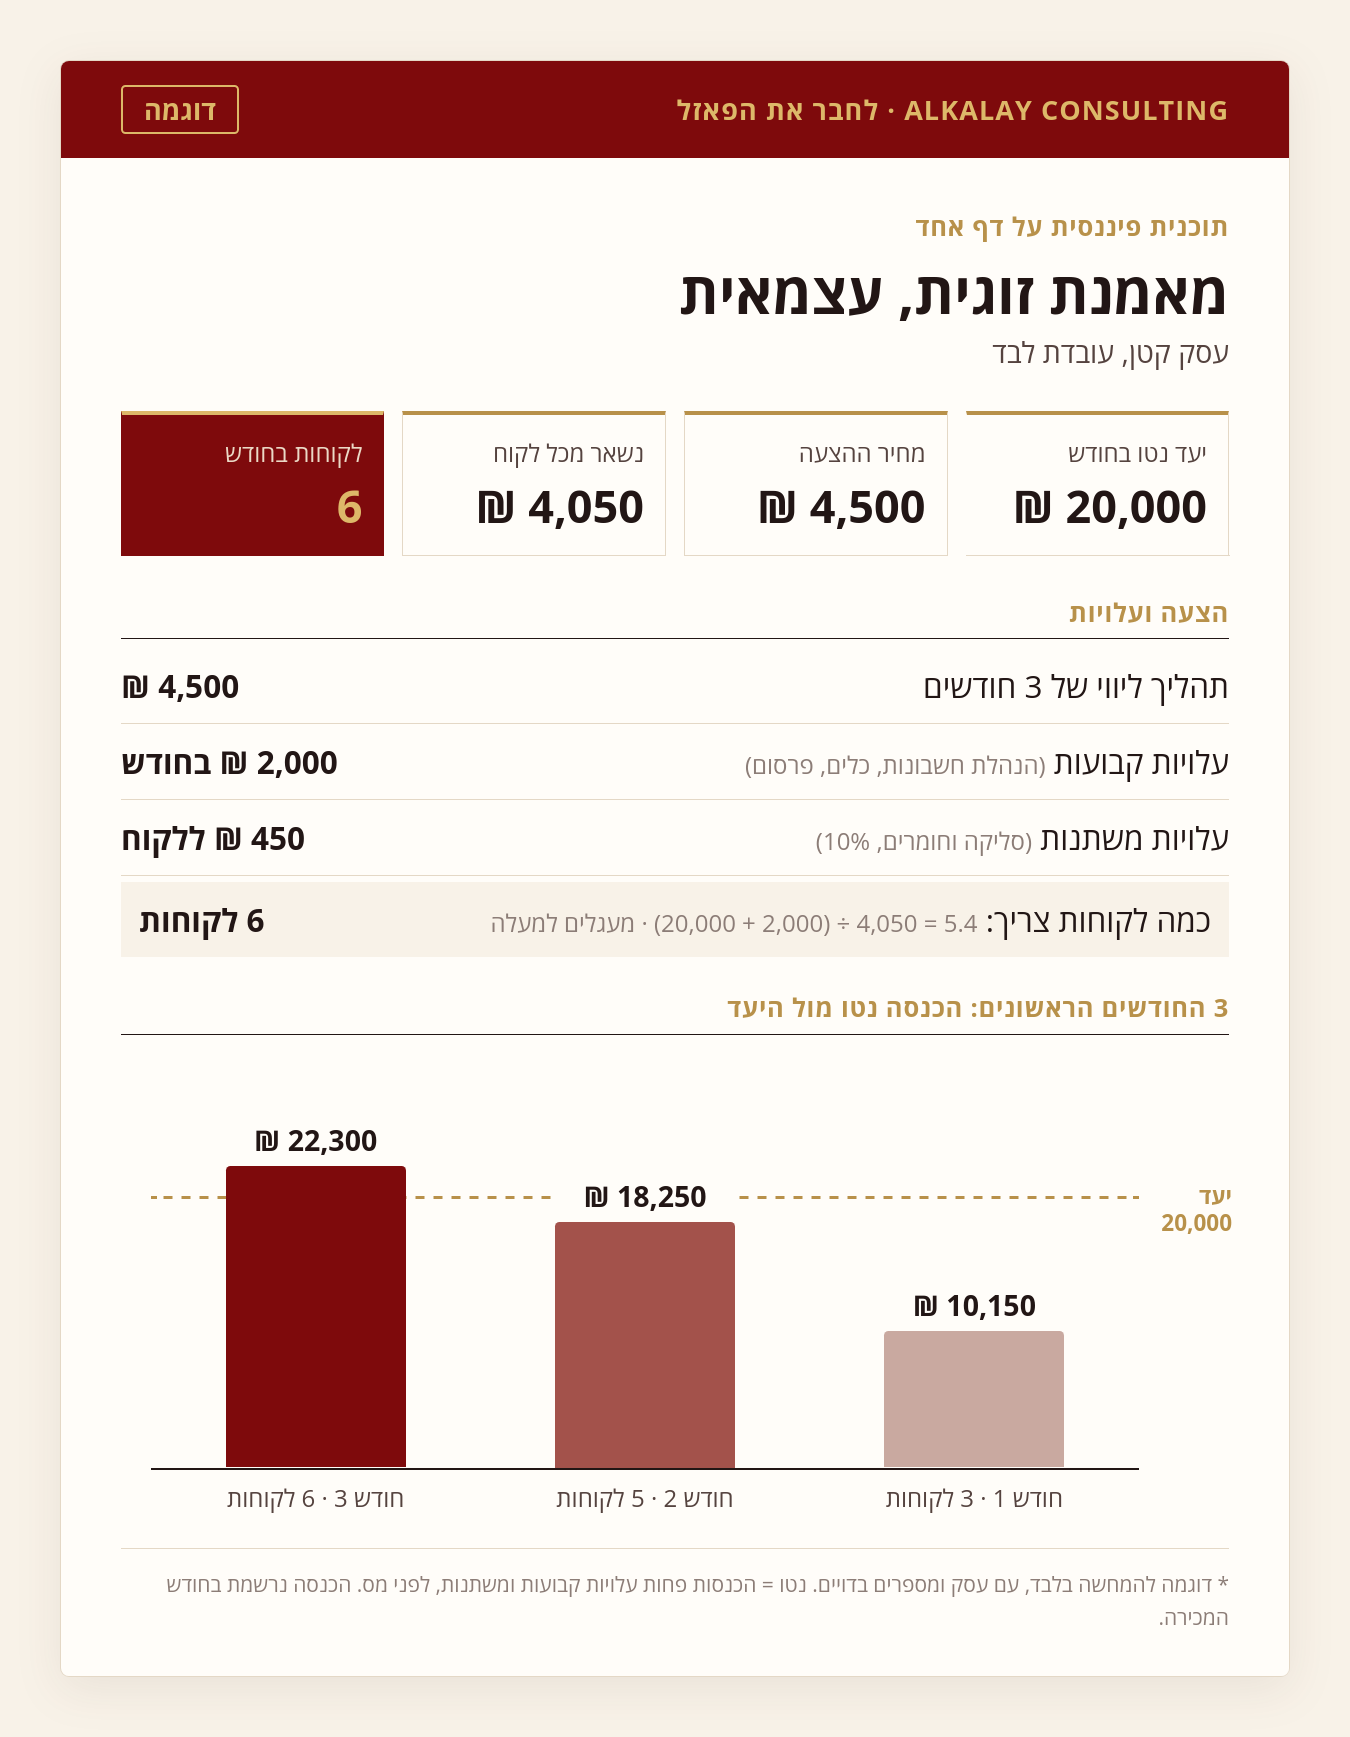 ALKALAY CONSULTING · לחבר את הפאזל
דוגמה
תוכנית פיננסית על דף אחד
מאמנת זוגית, עצמאית
עסק קטן, עובדת לבד
יעד נטו בחודש
20,000 ₪
מחיר ההצעה
4,500 ₪
נשאר מכל לקוח
4,050 ₪
לקוחות בחודש
6
הצעה ועלויות
תהליך ליווי של 3 חודשים
4,500 ₪
עלויות קבועות (הנהלת חשבונות, כלים, פרסום)
2,000 ₪ בחודש
עלויות משתנות (סליקה וחומרים, 10%)
450 ₪ ללקוח
כמה לקוחות צריך: (20,000 + 2,000) ÷ 4,050 = 5.4 · מעגלים למעלה
6 לקוחות
3 החודשים הראשונים: הכנסה נטו מול היעד
יעד
20,000
10,150 ₪
18,250 ₪
22,300 ₪
חודש 1 · 3 לקוחות
חודש 2 · 5 לקוחות
חודש 3 · 6 לקוחות
* דוגמה להמחשה בלבד, עם עסק ומספרים בדויים. נטו = הכנסות פחות עלויות קבועות ומשתנות, לפני מס. הכנסה נרשמת בחודש
המכירה.